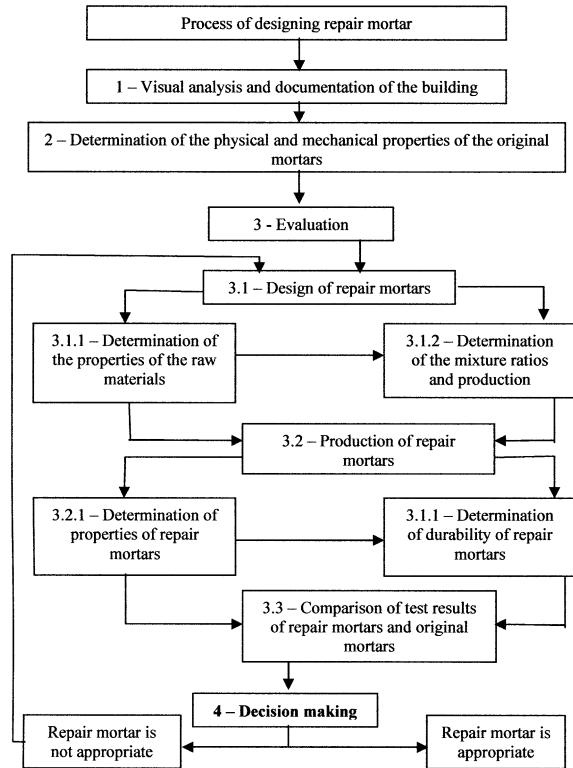 Process of designing repair mortar
1 – Visual analysis and documentation of the building
2 – Determination of the physical and mechanical properties of the original
mortars
3 - Evaluation
3.1 – Design of repair mortars
3.1.1 – Determination of
the properties of the raw
materials
3.1.2 – Determination
of the mixture ratios
and production
3.2 – Production of repair
mortars
3.2.1 – Determination of
properties of repair
mortars
3.1.1 – Determination
of durability of repair
mortars
3.3 – Comparison of test results
of repair mortars and original
mortars
4 – Decision making
Repair mortar is
not appropriate
Repair mortar is
appropriate